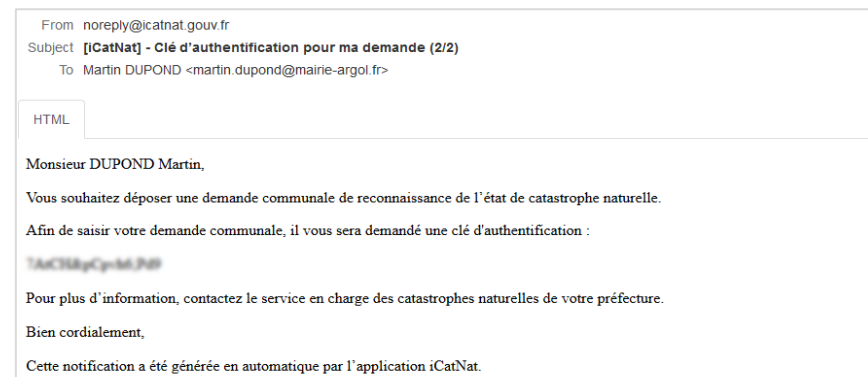 From noreply@icatnat.gouv.fr
Subject [iCatNat] - Clé d'authentification pour ma demande (2/2)
To Martin DUPOND <martin.dupond@mairie-argol.fr>
HTML
Monsieur DUPOND Martin,
Vous souhaitez déposer une demande communale de reconnaissance de l'état de catastrophe naturelle.
Afin de saisir votre demande communale, il vous sera demandé une clé d'authentification :
Pour plus d'information, contactez le service en charge des catastrophes naturelles de votre préfecture.
Bien cordialement,
Cette notification a été générée en automatique par l'application iCatNat.